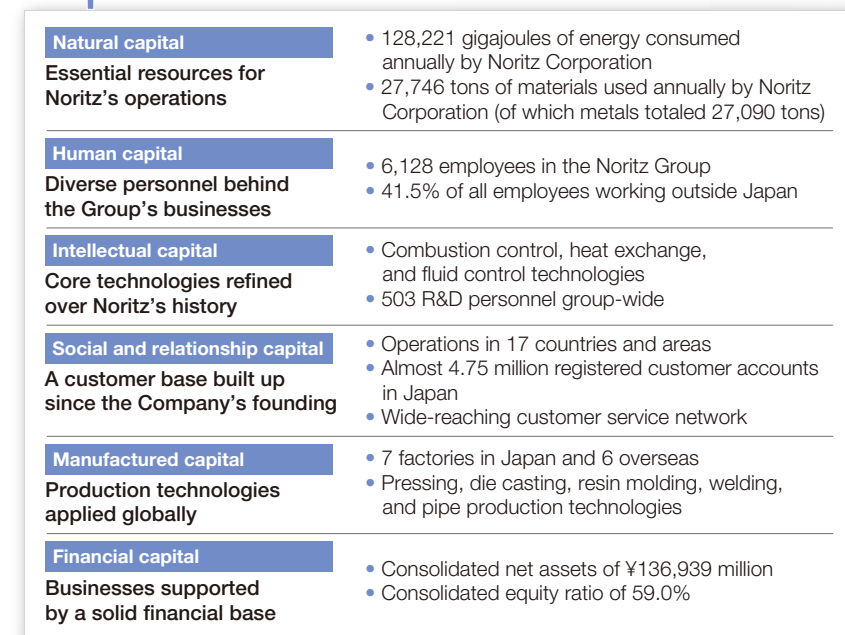 Natural capital
Essential resources for
Noritz's operations
• 128,221 gigajoules of energy consumed
annually by Noritz Corporation
• 27,746 tons of materials used annually by Noritz
Corporation (of which metals totaled 27,090 tons)
Human capital
Diverse personnel behind
the Group's businesses
• 6,128 employees in the Noritz Group
• 41.5% of all employees working outside Japan
Intellectual capital
Core technologies refined
over Noritz's history
• Combustion control, heat exchange,
and fluid control technologies
• 503 R&D personnel group-wide
Social and relationship capital
A customer base built up
since the Company's founding
• Operations in 17 countries and areas
• Almost 4.75 million registered customer accounts
in Japan
• Wide-reaching customer service network
Manufactured capital
Production technologies
applied globally
• 7 factories in Japan and 6 overseas
• Pressing, die casting, resin molding, welding,
and pipe production technologies
Financial capital
Businesses supported
by a solid financial base
• Consolidated net assets of ¥136,939 million
• Consolidated equity ratio of 59.0%